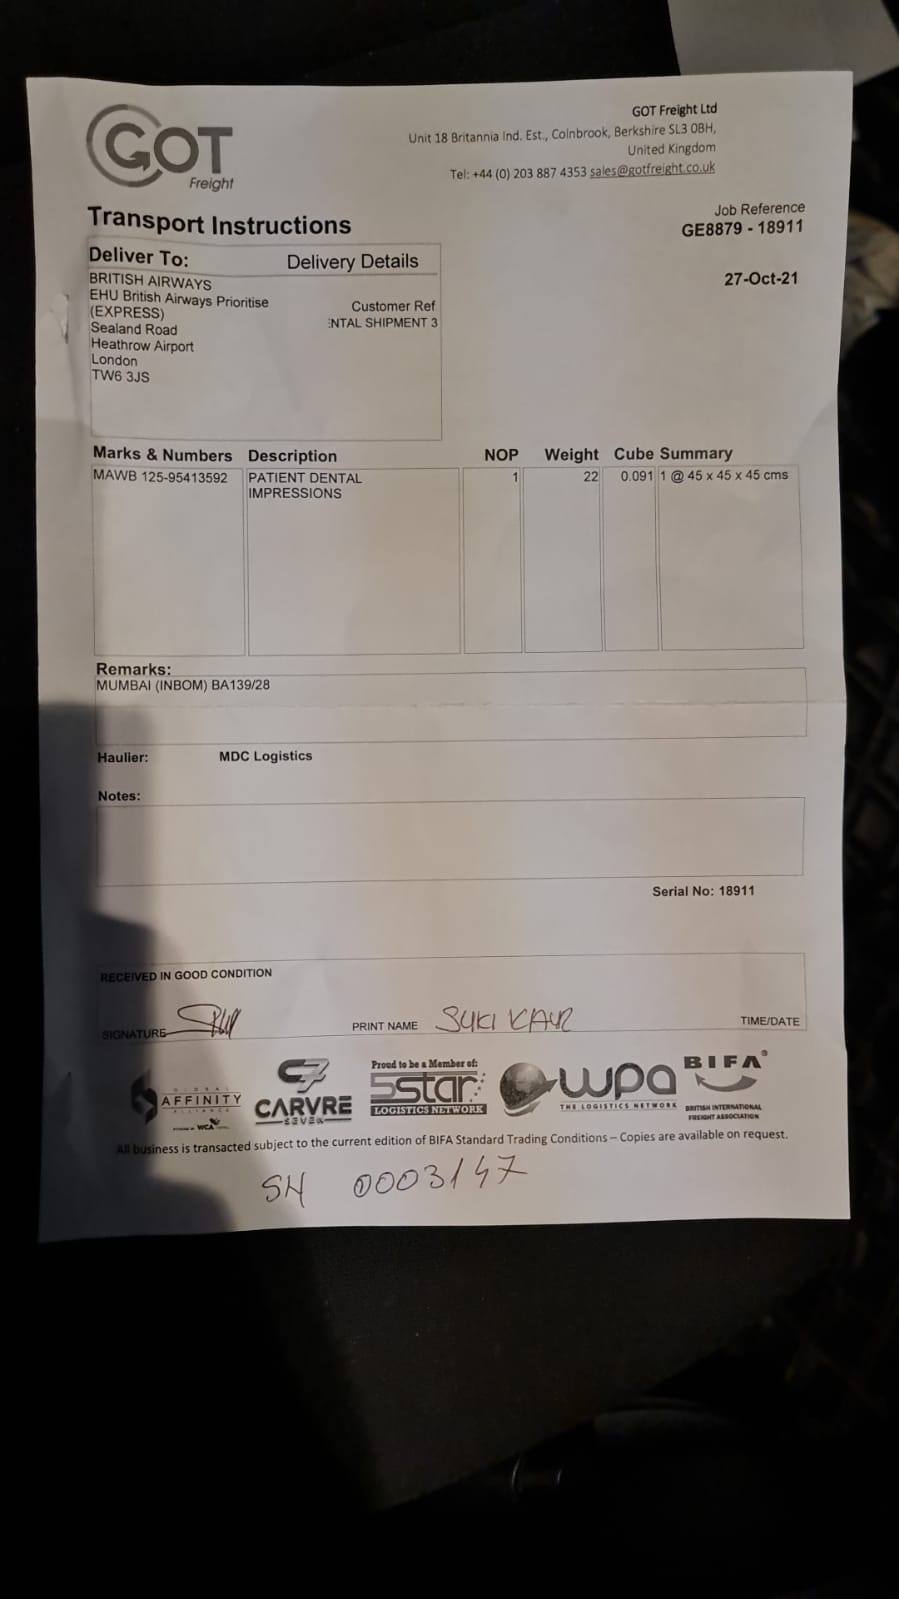 GOT
Freight
GOT Freight Ltd
Unit 18 Britannia Ind. Est., Colnbrook, Berkshire SL3 0BH,
United Kingdom
Tel: +44 (0) 203 887 4353 sales@gotfreight.co.uk
Transport Instructions
Job Reference
GE8879 - 18911
27-Oct-21
Deliver To:
BRITISH AIRWAYS
EHU British Airways Prioritise
(EXPRESS)
Sealand Road
Heathrow Airport
London
TW6 3JS
Delivery Details
Customer Ref
NTAL SHIPMENT 3
Marks & Numbers Description NOP Weight Cube Summary
MAWB 125-95413592 PATIENT DENTAL 1 22 0.091 1 @ 45 x 45 x 45 cms
IMPRESSIONS
Remarks:
MUMBAI (INBOM) BA139/28
Haulier: MDC Logistics
Notes:
Serial No: 18911
RECEIVED IN GOOD CONDITION
SIGNATURE PRINT NAME SUKI KAUR TIME/DATE
GLOBAL
AFFINITY
ALLIANCE
WCA
C7
CARVRE
SEVEN
Proud to be a Member of:
5star
LOGISTICS NETWORK
wpa
THE LOGISTICS NETWORK
BIFA
BRITISH INTERNATIONAL
FREIGHT ASSOCIATION
All business is transacted subject to the current edition of BIFA Standard Trading Conditions – Copies are available on request.
SH 0003147